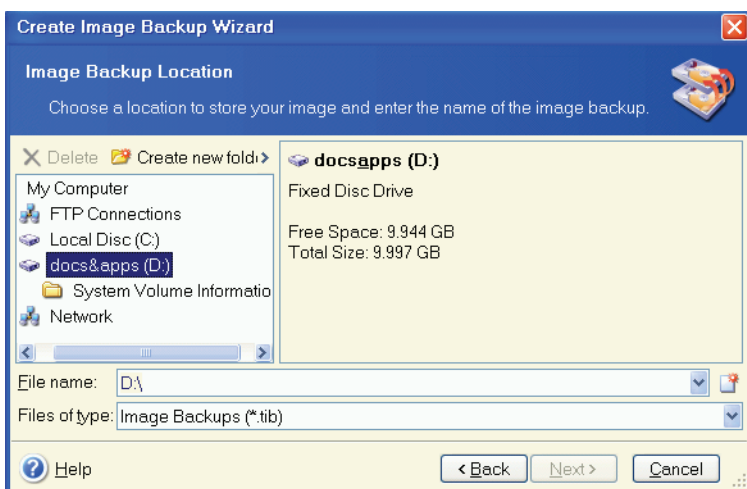 Create Image Backup Wizard
Image Backup Location
Choose a location to store your image and enter the name of the image backup.
Delete Create new fold
My Computer
FTP Connections
Local Disc (C:)
docs&apps (D:)
System Volume Informatio
Network
docsapps (D:)
Fixed Disc Drive
Free Space: 9.944 GB
Total Size: 9.997 GB
File name: D:\
Files of type: Image Backups (*.tib)
Help < Back Next > Cancel